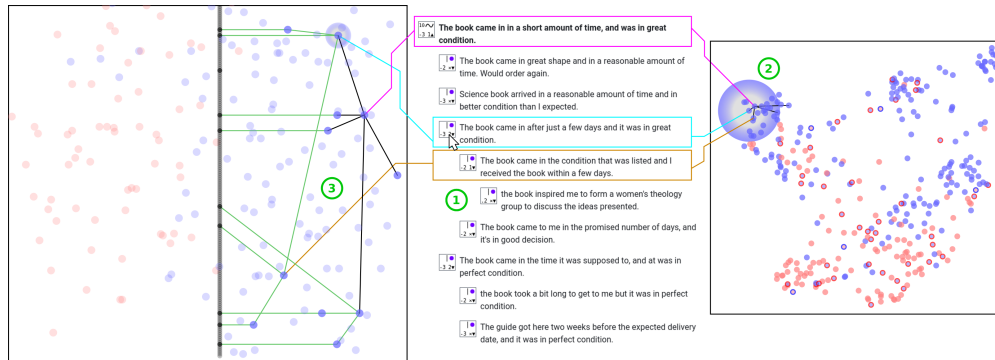 The book came in in a short amount of time, and was in great
condition.
The book came in great shape and in a reasonable amount of
time. Would order again.
Science book arrived in a reasonable amount of time and in
better condition than I expected.
The book came in after just a few days and it was in great
condition.
The book came in the condition that was listed and I
received the book within a few days.
the book inspired me to form a women's theology
group to discuss the ideas presented.
The book came to me in the promised number of days, and
it's in good decision.
The book came in the time it was supposed to, and at was in
perfect condition.
the book took a bit long to get to me but it was in perfect
condition.
The guide got here two weeks before the expected delivery
date, and it was in perfect condition.
1
2
3